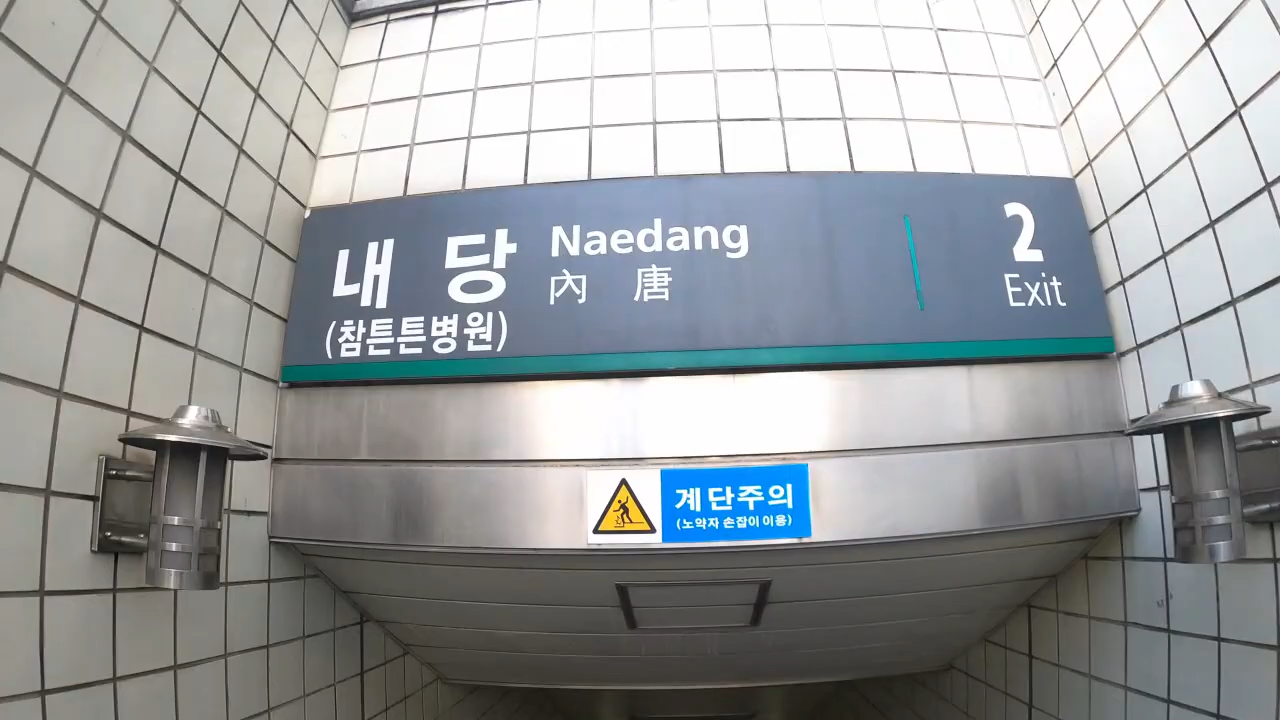 내 당
Naedang
內 唐
(참튼튼병원)
2
Exit
계단주의
(노약자 손잡이 이용)